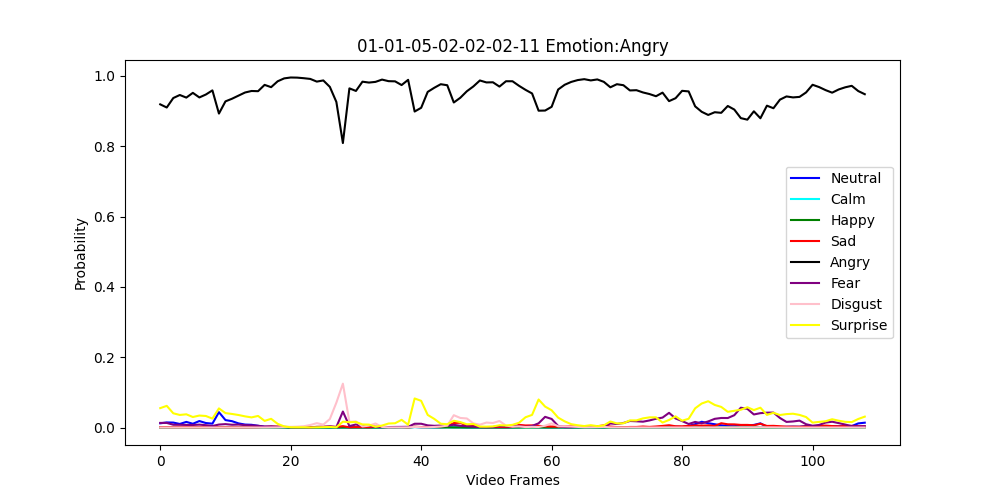 01-01-05-02-02-02-11 Emotion:Angry
1.0
0.8
0.6
0.4
0.2
0.0
Probability
Neutral
Calm
Happy
Sad
Angry
Fear
Disgust
Surprise
0 20 40 60 80 100
Video Frames